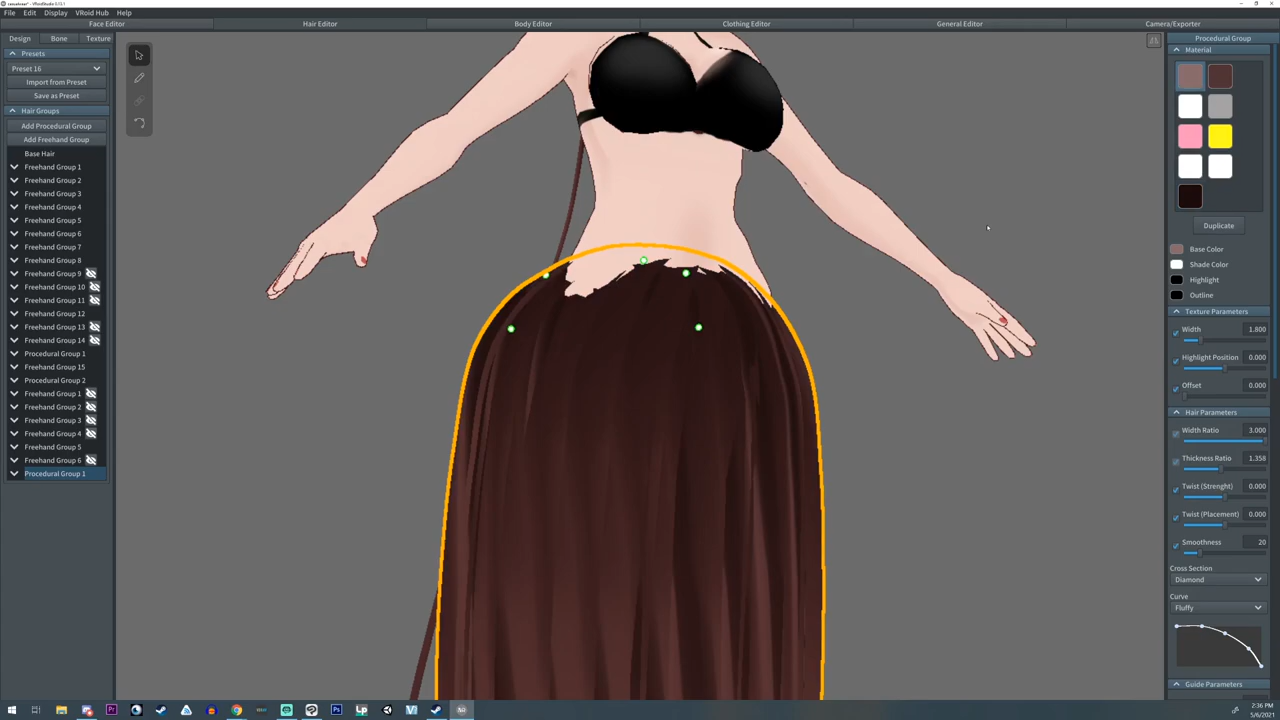 File Edit Display VRoid Hub Help
Face Editor Hair Editor Body Editor Clothing Editor General Editor Camera/Exporter
Design Bone Texture
Presets
Preset 16
Import from Preset
Save as Preset
Hair Groups
Add Procedural Group
Add Freehand Group
Base Hair
Freehand Group 1
Freehand Group 2
Freehand Group 3
Freehand Group 4
Freehand Group 5
Freehand Group 6
Freehand Group 7
Freehand Group 8
Freehand Group 9
Freehand Group 10
Freehand Group 11
Freehand Group 12
Freehand Group 13
Freehand Group 14
Procedural Group 1
Freehand Group 15
Procedural Group 2
Freehand Group 1
Freehand Group 2
Freehand Group 3
Freehand Group 4
Freehand Group 5
Freehand Group 6
Procedural Group 1
Procedural Group
Material
Duplicate
Base Color
Shade Color
Highlight
Outline
Texture Parameters
Width 1.800
Highlight Position 0.000
Offset 0.000
Hair Parameters
Width Ratio 3.000
Thickness Ratio 1.358
Twist (Strenght) 0.000
Twist (Placement) 0.000
Smoothness 20
Cross Section
Diamond
Curve
Fluffy
Guide Parameters
2:36 PM
5/6/2021